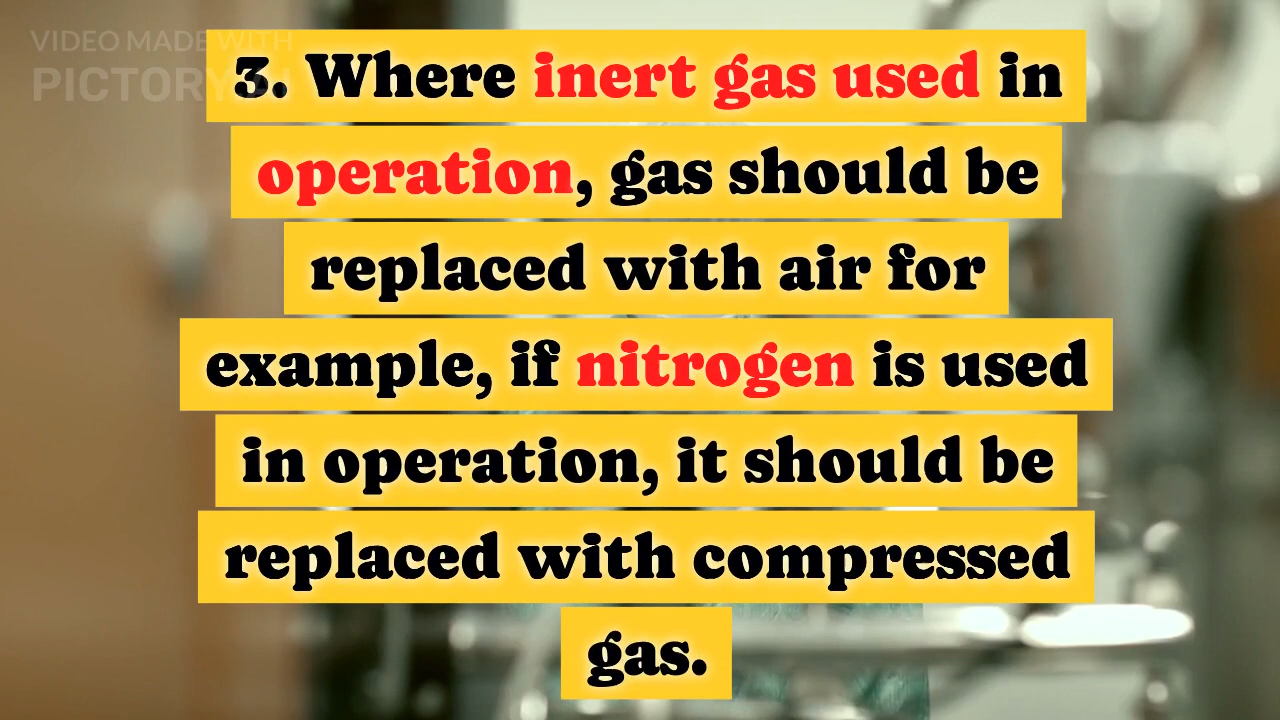 VIDEO MADE WITH
PICTORY.AI
3. Where inert gas used in
operation, gas should be
replaced with air for
example, if nitrogen is used
in operation, it should be
replaced with compressed
gas.